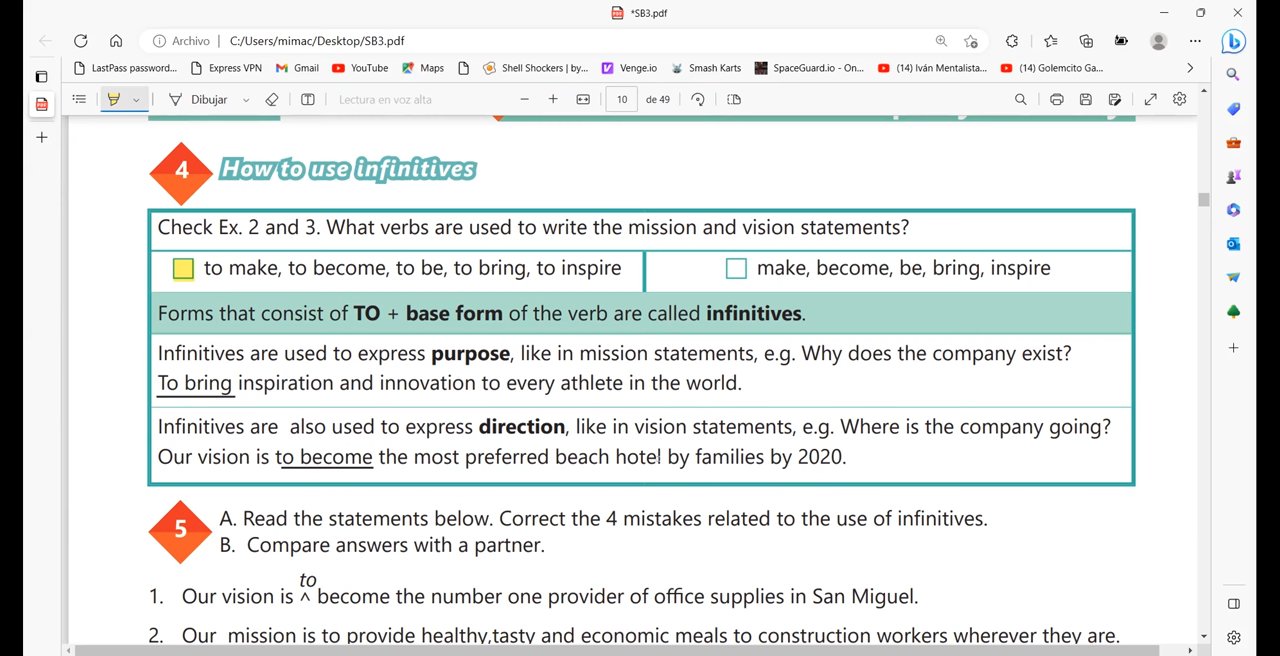 *SB3.pdf
Archivo | C:/Users/mimac/Desktop/SB3.pdf
LastPass password... Express VPN Gmail YouTube Maps Shell Shockers | by... Venge.io Smash Karts SpaceGuard.io - On... (14) Iván Mentalista... (14) Golemcito Ga...
Dibujar Lectura en voz alta 10 de 49
4 How to use infinitives
Check Ex. 2 and 3. What verbs are used to write the mission and vision statements?
to make, to become, to be, to bring, to inspire make, become, be, bring, inspire
Forms that consist of TO + base form of the verb are called infinitives.
Infinitives are used to express purpose, like in mission statements, e.g. Why does the company exist?
To bring inspiration and innovation to every athlete in the world.
Infinitives are also used to express direction, like in vision statements, e.g. Where is the company going?
Our vision is to become the most preferred beach hotel by families by 2020.
5 A. Read the statements below. Correct the 4 mistakes related to the use of infinitives.
B. Compare answers with a partner.
to
1. Our vision is ^ become the number one provider of office supplies in San Miguel.
2. Our mission is to provide healthy,tasty and economic meals to construction workers wherever they are.